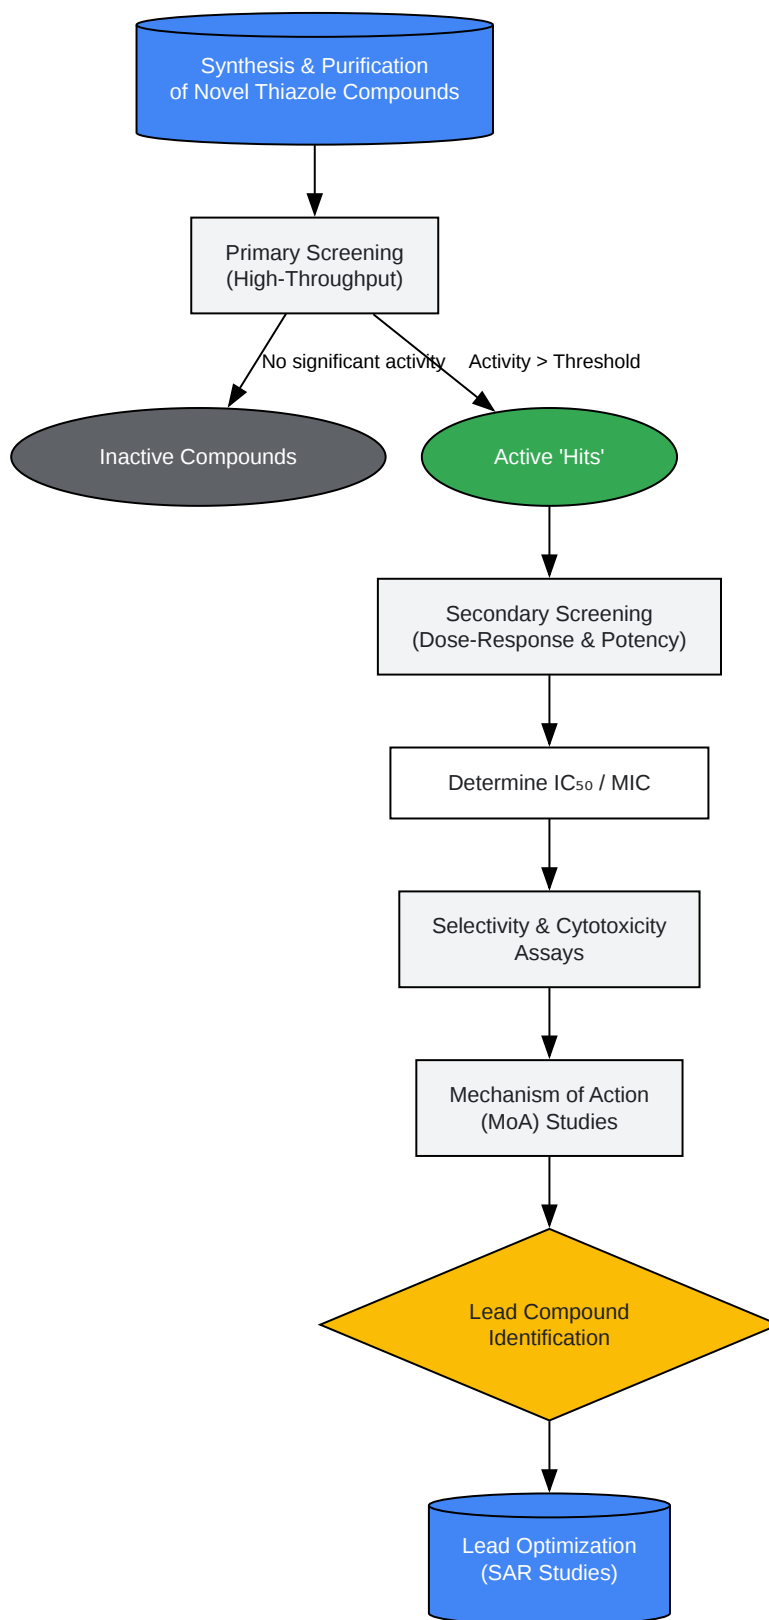 Synthesis & Purification
of Novel Thiazole Compounds
Primary Screening
(High-Throughput)
No significant activity
Activity > Threshold
Inactive Compounds
Active 'Hits'
Secondary Screening
(Dose-Response & Potency)
Determine IC₅₀ / MIC
Selectivity & Cytotoxicity
Assays
Mechanism of Action
(MoA) Studies
Lead Compound
Identification
Lead Optimization
(SAR Studies)